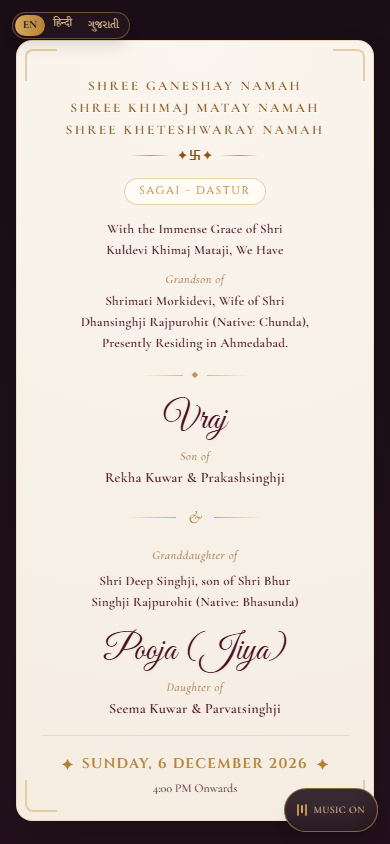 EN हिन्दी ગુજરાતી
SHREE GANESHAY NAMAH
SHREE KHIMAJ MATAY NAMAH
SHREE KHETESHWARAY NAMAH
✦卐✦
SAGAI - DASTUR
With the Immense Grace of Shri
Kuldevi Khimaj Mataji, We Have
Grandson of
Shrimati Morkidevi, Wife of Shri
Dhansinghji Rajpurohit (Native: Chunda),
Presently Residing in Ahmedabad.
Vraj
Son of
Rekha Kuwar & Prakashsinghji
&
Granddaughter of
Shri Deep Singhji, son of Shri Bhur
Singhji Rajpurohit (Native: Bhasunda)
Pooja (Jiya)
Daughter of
Seema Kuwar & Parvatsinghji
✦ SUNDAY, 6 DECEMBER 2026 ✦
4:00 PM Onwards
MUSIC ON